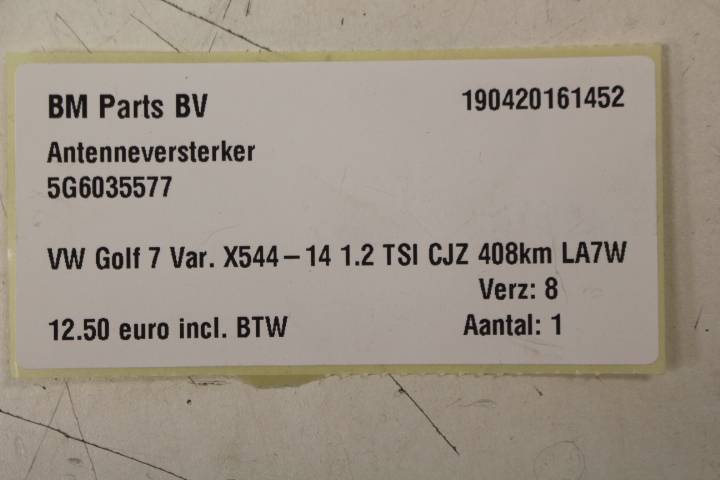 BM Parts BV 190420161452
Antenneversterker
5G6035577
VW Golf 7 Var. X544-14 1.2 TSI CJZ 408km LA7W
Verz: 8
12.50 euro incl. BTW Aantal: 1